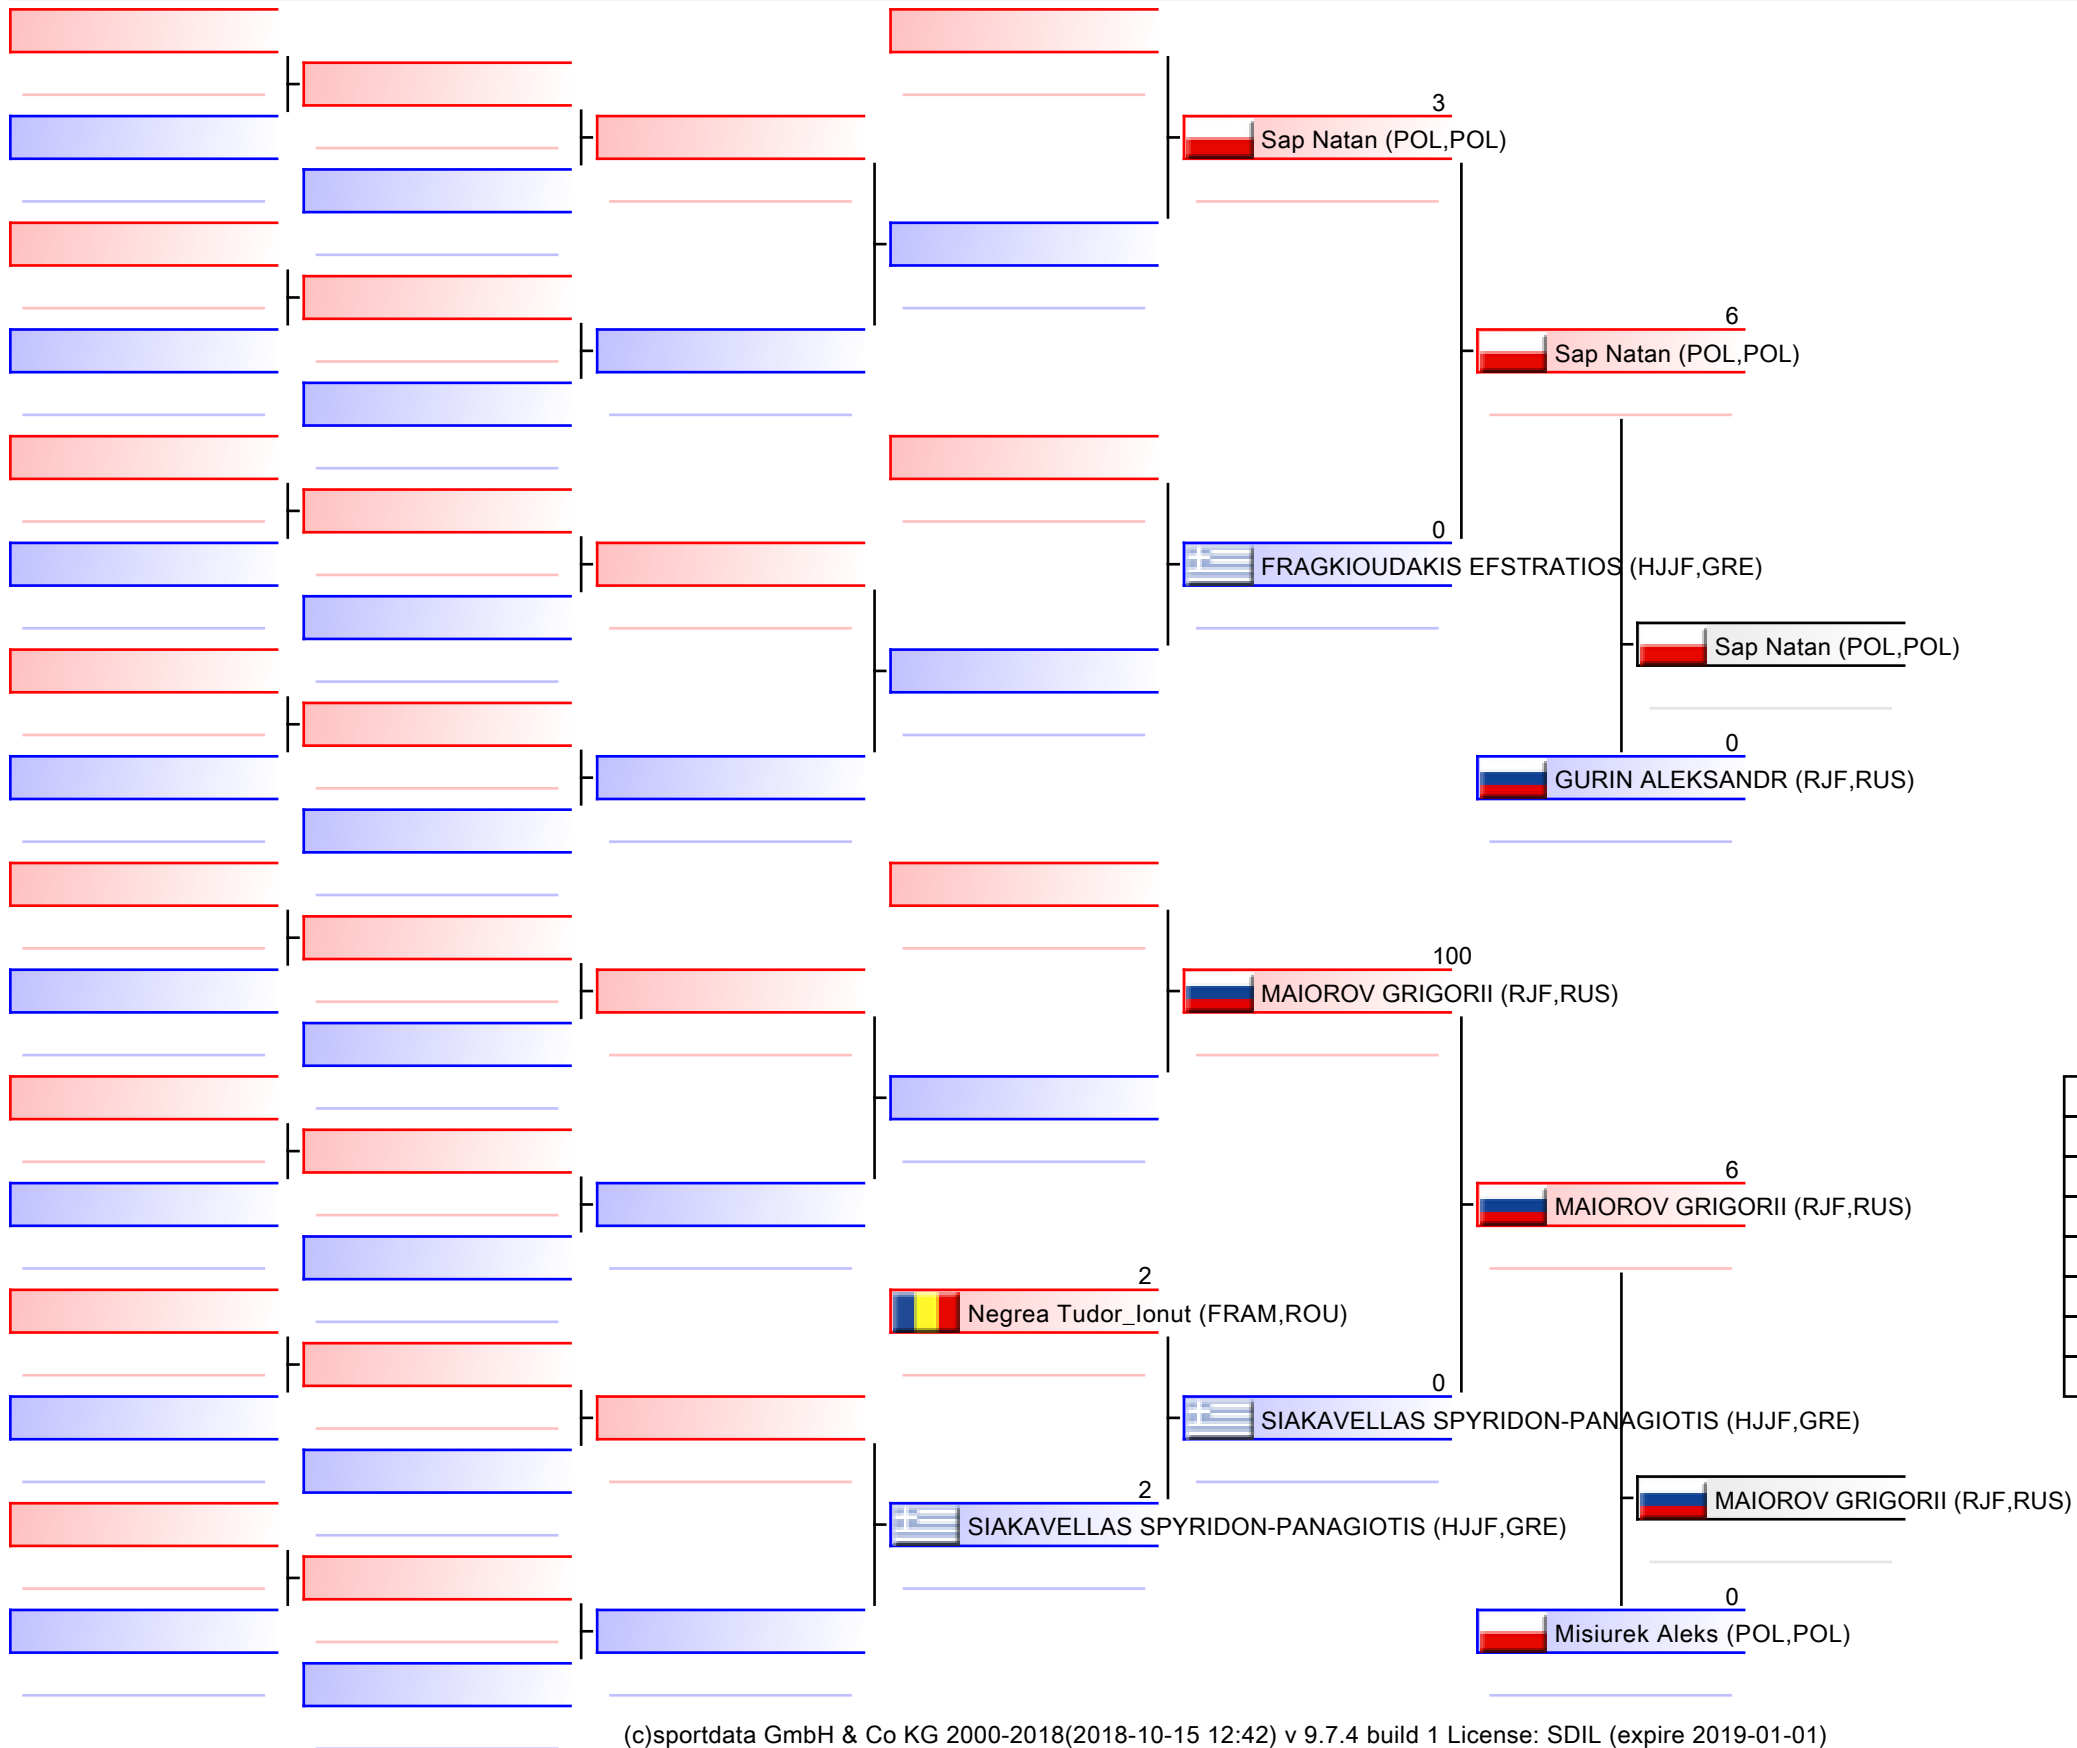 3
Sap Natan (POL,POL)
6
Sap Natan (POL,POL)
0
FRAGKIOUDAKIS EFSTRATIOS (HJJF,GRE)
Sap Natan (POL,POL)
0
GURIN ALEKSANDR (RJF,RUS)
100
MAIOROV GRIGORII (RJF,RUS)
6
MAIOROV GRIGORII (RJF,RUS)
2
Negrea Tudor_Ionut (FRAM,ROU)
0
SIAKAVELLAS SPYRIDON-PANAGIOTIS (HJJF,GRE)
2
SIAKAVELLAS SPYRIDON-PANAGIOTIS (HJJF,GRE)
MAIOROV GRIGORII (RJF,RUS)
0
Misiurek Aleks (POL,POL)
(c)sportdata GmbH & Co KG 2000-2018(2018-10-15 12:42) v 9.7.4 build 1 License: SDIL (expire 2019-01-01)